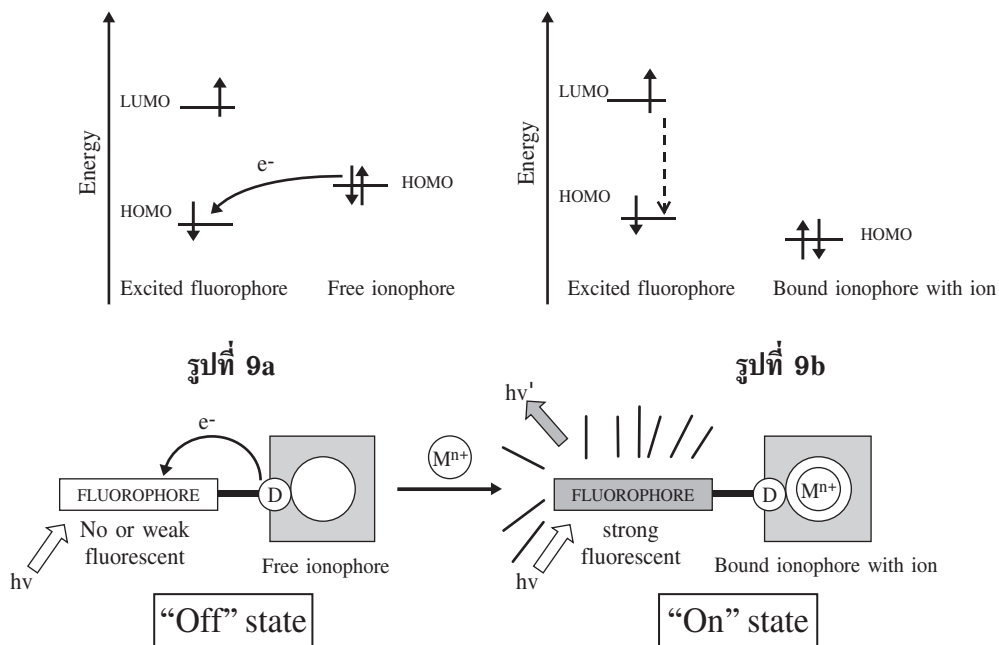 Energy
LUMO
e-
HOMO
HOMO
Excited fluorophore
Free ionophore
Energy
LUMO
HOMO
HOMO
Excited fluorophore
Bound ionophore with ion
รูปที่ 9a
รูปที่ 9b
e-
FLUOROPHORE
D
No or weak
fluorescent
hv
Free ionophore
"Off" state
Mn+
hv'
FLUOROPHORE
D
Mn+
strong
fluorescent
hv
Bound ionophore with ion
"On" state